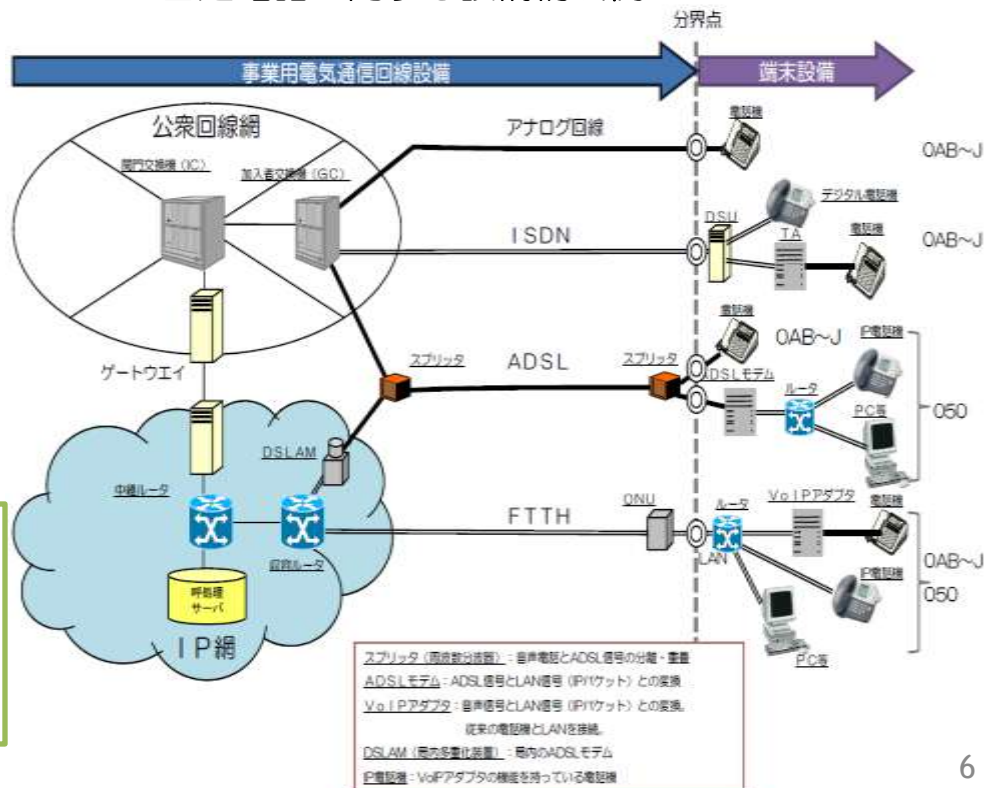 分界点
事業用電気通信回線設備
端末設備
公衆回線網
関門交換機（IC）
加入者交換機（GC）
アナログ回線
電話機
0AB～J
ISDN
DSU
デジタル電話機
TA
電話機
0AB～J
ゲートウエイ
スプリッタ
ADSL
スプリッタ
電話機
0AB～J
ADSLモデム
ルータ
IP電話機
PC等
050
DSLAM
中継ルータ
収容ルータ
呼処理
サーバ
IP網
FTTH
ONU
ルータ
LAN
VoIPアダプタ
電話機
IP電話機
PC等
0AB～J
050
スプリッタ（周波数分波器）：音声電話とADSL信号の分離・重畳
ADSLモデム：ADSL信号とLAN信号（IPパケット）との変換
VoIPアダプタ：音声信号とLAN信号（IPパケット）との変換。
従来の電話機とLANを接続。
DSLAM（局内多重化装置）：局内のADSLモデム
IP電話機：VoIPアダプタの機能を持っている電話機
6